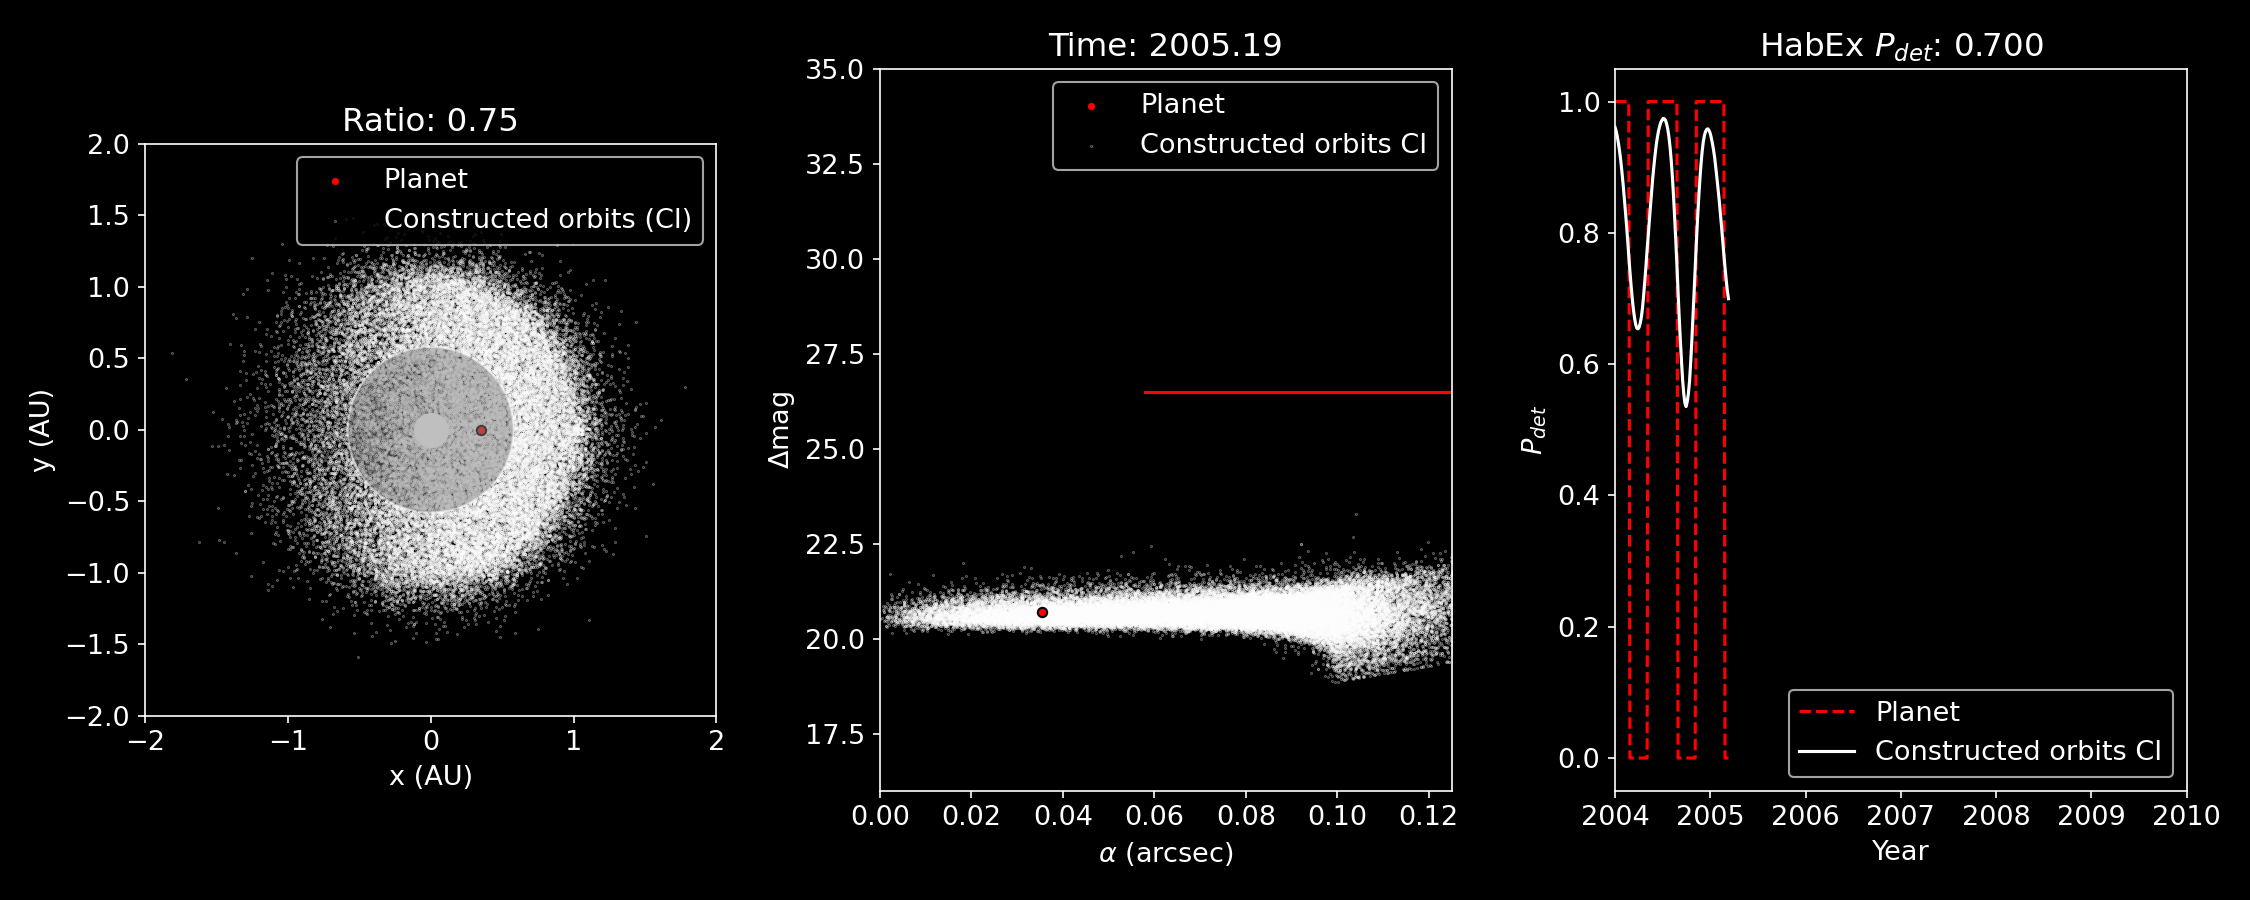 Ratio: 0.75
Planet
Constructed orbits (CI)
2.0
1.5
1.0
0.5
0.0
−0.5
−1.0
−1.5
−2.0
−2
−1
0
1
2
x (AU)
y (AU)
Time: 2005.19
Planet
Constructed orbits CI
35.0
32.5
30.0
27.5
25.0
22.5
20.0
17.5
0.00
0.02
0.04
0.06
0.08
0.10
0.12
α (arcsec)
Δmag
HabEx P_det: 0.700
1.0
0.8
0.6
0.4
0.2
0.0
Planet
Constructed orbits CI
2004
2005
2006
2007
2008
2009
2010
Year
P_det